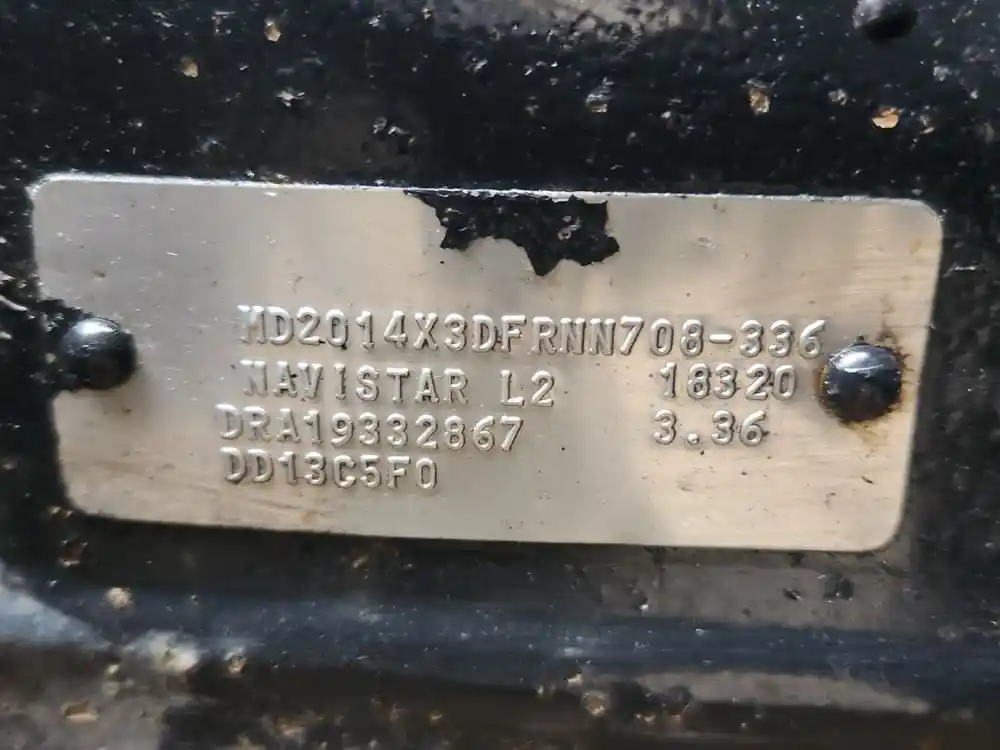 MD2014X3DFRNN708-336
NAVISTAR L2 18320
DRA19332867 3.36
DD13C5F0